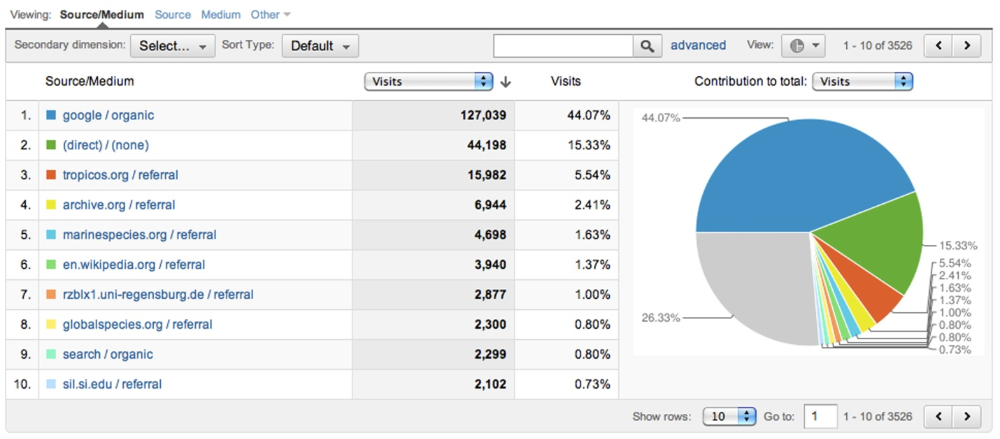 Viewing: Source/Medium Source Medium Other
Secondary dimension: Select... Sort Type: Default advanced View: 1 - 10 of 3526
Source/Medium Visits Visits Contribution to total: Visits
1. google / organic 127,039 44.07%
2. (direct) / (none) 44,198 15.33%
3. tropicos.org / referral 15,982 5.54%
4. archive.org / referral 6,944 2.41%
5. marinespecies.org / referral 4,698 1.63%
6. en.wikipedia.org / referral 3,940 1.37%
7. rzblx1.uni-regensburg.de / referral 2,877 1.00%
8. globalspecies.org / referral 2,300 0.80%
9. search / organic 2,299 0.80%
10. sil.si.edu / referral 2,102 0.73%
44.07%
15.33%
5.54%
2.41%
1.63%
1.37%
1.00%
0.80%
0.80%
0.73%
26.33%
Show rows: 10 Go to: 1 1 - 10 of 3526